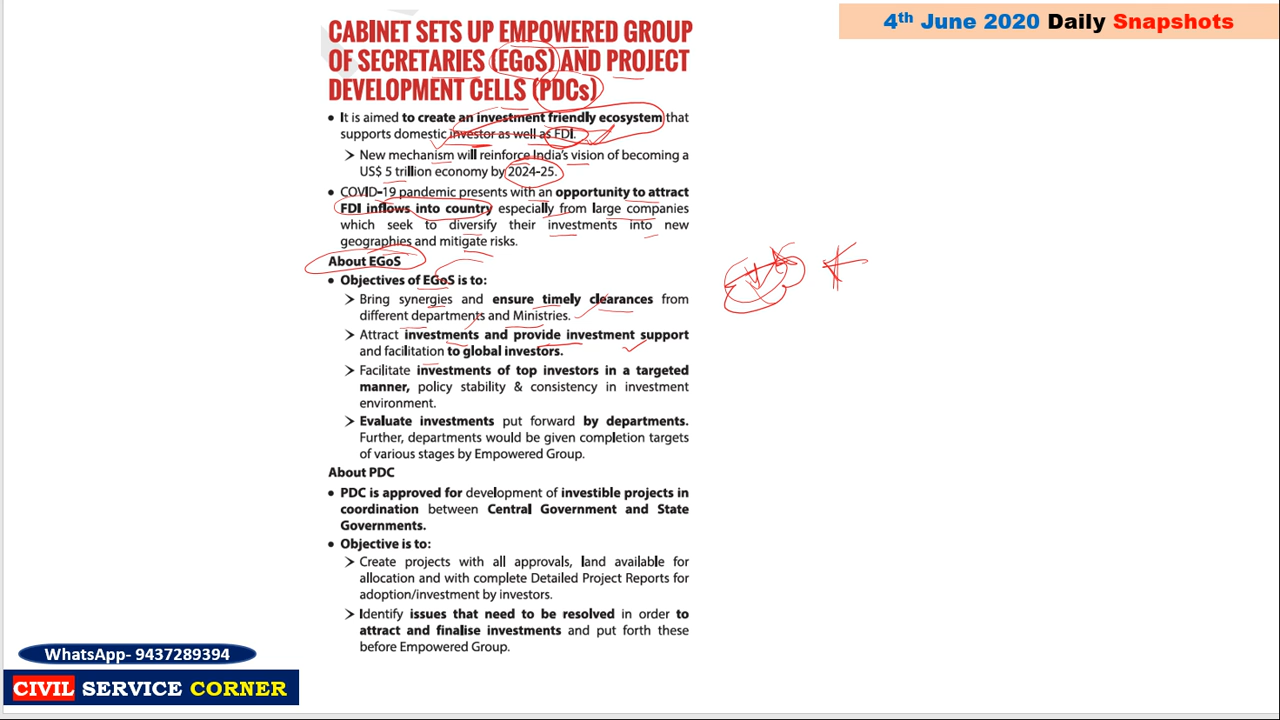 4th June 2020 Daily Snapshots
CABINET SETS UP EMPOWERED GROUP
OF SECRETARIES (EGoS) AND PROJECT
DEVELOPMENT CELLS (PDCs)
• It is aimed to create an investment friendly ecosystem that
supports domestic investor as well as FDI.
➤ New mechanism will reinforce India's vision of becoming a
US$ 5 trillion economy by 2024-25.
• COVID-19 pandemic presents with an opportunity to attract
FDI inflows into country especially from large companies
which seek to diversify their investments into new
geographies and mitigate risks.
About EGoS
• Objectives of EGoS is to:
➤ Bring synergies and ensure timely clearances from
different departments and Ministries.
➤ Attract investments and provide investment support
and facilitation to global investors.
➤ Facilitate investments of top investors in a targeted
manner, policy stability & consistency in investment
environment.
➤ Evaluate investments put forward by departments.
Further, departments would be given completion targets
of various stages by Empowered Group.
About PDC
• PDC is approved for development of investible projects in
coordination between Central Government and State
Governments.
• Objective is to:
➤ Create projects with all approvals, land available for
allocation and with complete Detailed Project Reports for
adoption/investment by investors.
➤ Identify issues that need to be resolved in order to
attract and finalise investments and put forth these
before Empowered Group.
WhatsApp- 9437289394
CIVIL SERVICE CORNER